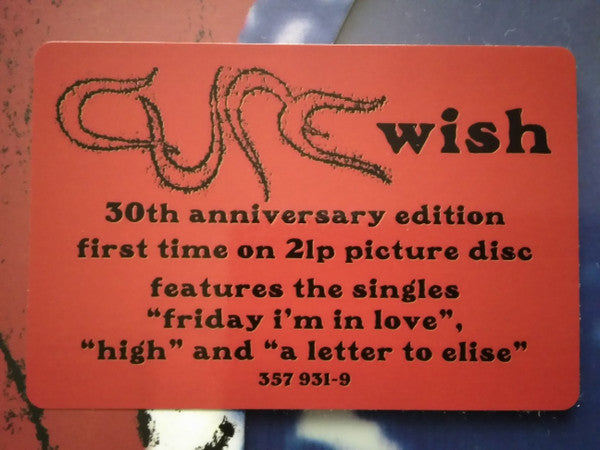 CURE wish
30th anniversary edition
first time on 2lp picture disc
features the singles
“friday i’m in love”,
“high” and “a letter to elise”
357 931-9